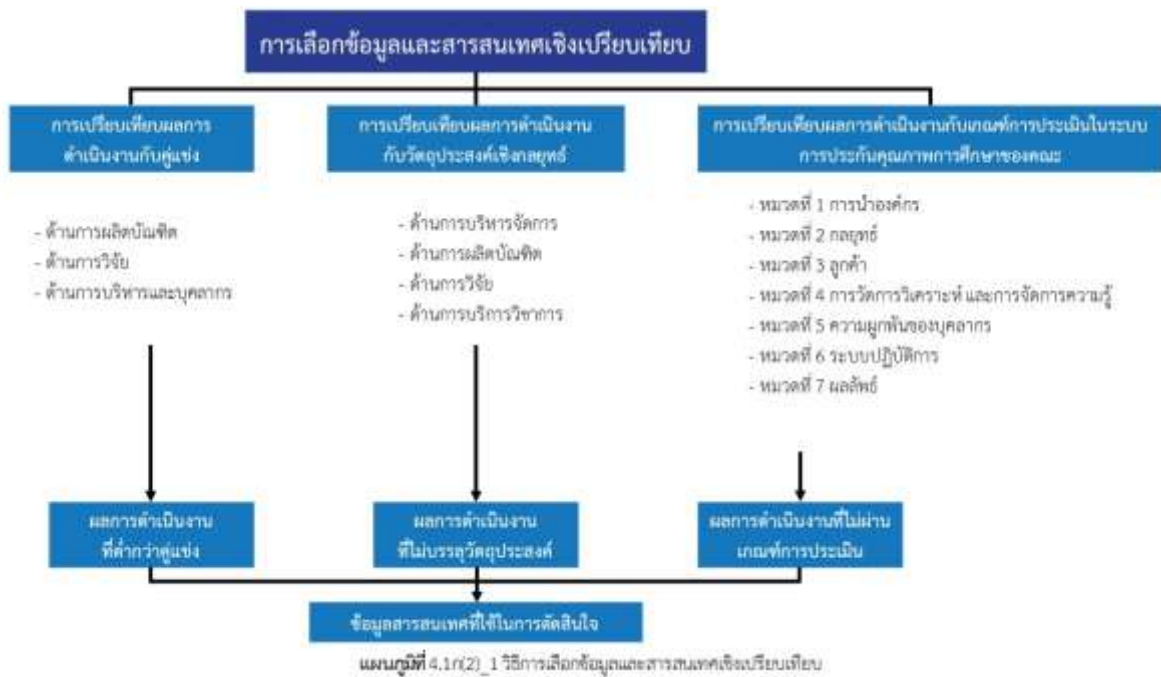 การเลือกข้อมูลและสารสนเทศเชิงเปรียบเทียบ
การเปรียบเทียบผลการ
ดำเนินงานกับคู่แข่ง
- ด้านการผลิตบัณฑิต
- ด้านการวิจัย
- ด้านการบริหารและบุคลากร
การเปรียบเทียบผลการดำเนินงาน
กับวัตถุประสงค์เชิงกลยุทธ์
- ด้านการบริหารจัดการ
- ด้านการผลิตบัณฑิต
- ด้านการวิจัย
- ด้านการบริการวิชาการ
การเปรียบเทียบผลการดำเนินงานกับเกณฑ์การประเมินในระบบ
การประกันคุณภาพการศึกษาของคณะ
- หมวดที่ 1 การนำองค์กร
- หมวดที่ 2 กลยุทธ์
- หมวดที่ 3 ลูกค้า
- หมวดที่ 4 การวัดการวิเคราะห์ และการจัดการความรู้
- หมวดที่ 5 ความผูกพันของบุคลากร
- หมวดที่ 6 ระบบปฏิบัติการ
- หมวดที่ 7 ผลลัพธ์
ผลการดำเนินงาน
ที่ต่ำกว่าคู่แข่ง
ผลการดำเนินงาน
ที่ไม่บรรลุวัตถุประสงค์
ผลการดำเนินงานที่ไม่ผ่าน
เกณฑ์การประเมิน
ข้อมูลสารสนเทศที่ใช้ในการตัดสินใจ
แผนภูมิที่ 4.1ก(2)_1 วิธีการเลือกข้อมูลและสารสนเทศเชิงเปรียบเทียบ